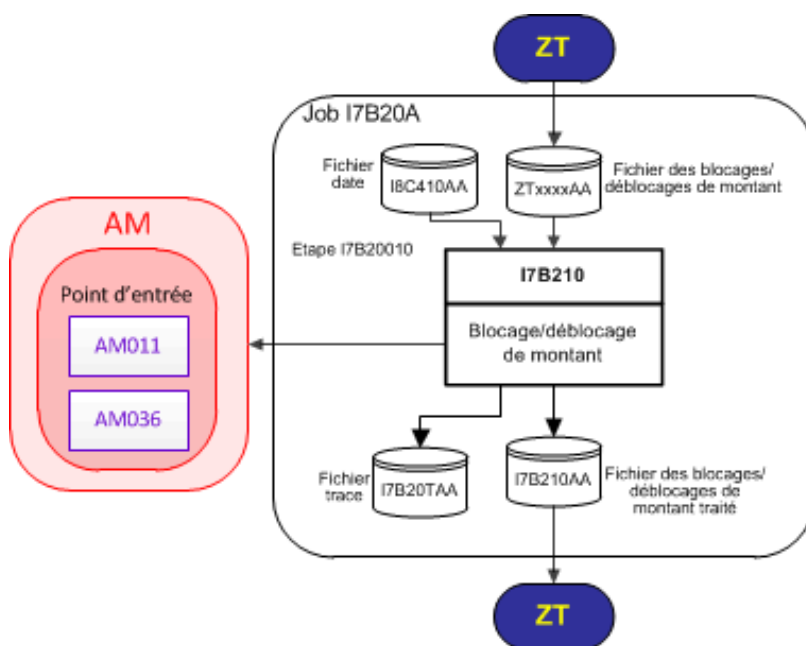 ZT
Job I7B20A
Fichier
date
I8C410AA
ZTxxxxAA
Fichier des blocages/
déblocages de montant
AM
Etape I7B20010
Point d'entrée
AM011
AM036
I7B210
Blocage/déblocage
de montant
Fichier
trace
I7B20TAA
I7B210AA
Fichier des blocages/
déblocages de
montant traité
ZT